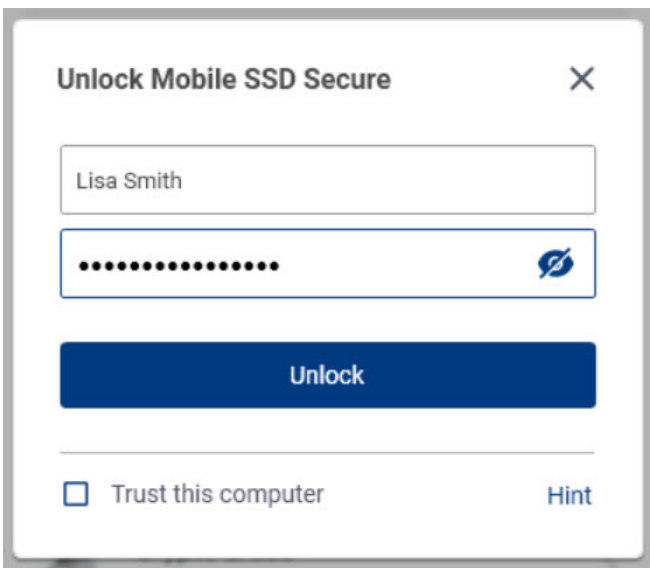 Unlock Mobile SSD Secure
Lisa Smith
••••••••••••••••
Unlock
Trust this computer
Hint